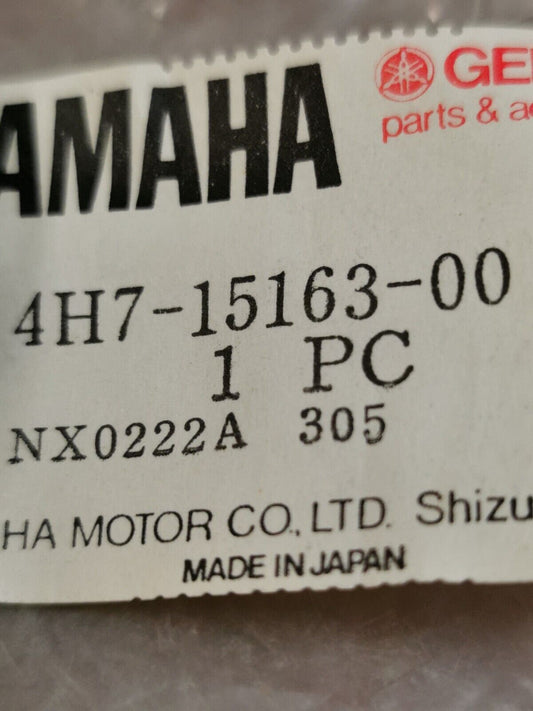 AMAHA
GE
parts & a
4H7-15163-00
1 PC
NX0222A 305
HA MOTOR CO., LTD. Shizu
MADE IN JAPAN